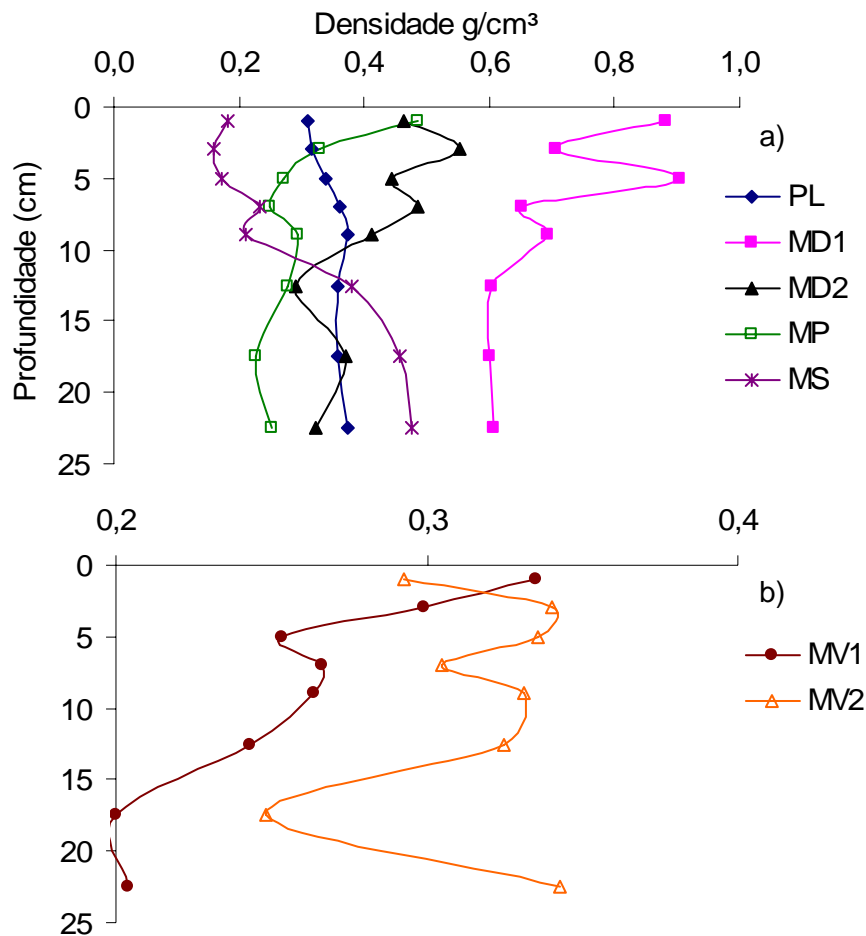 Densidade g/cm³
0,0 0,2 0,4 0,6 0,8 1,0
0
5
10
15
20
25
Profundidade (cm)
a)
PL
MD1
MD2
MP
MS
0,2 0,3 0,4
0
5
10
15
20
25
b)
MV1
MV2